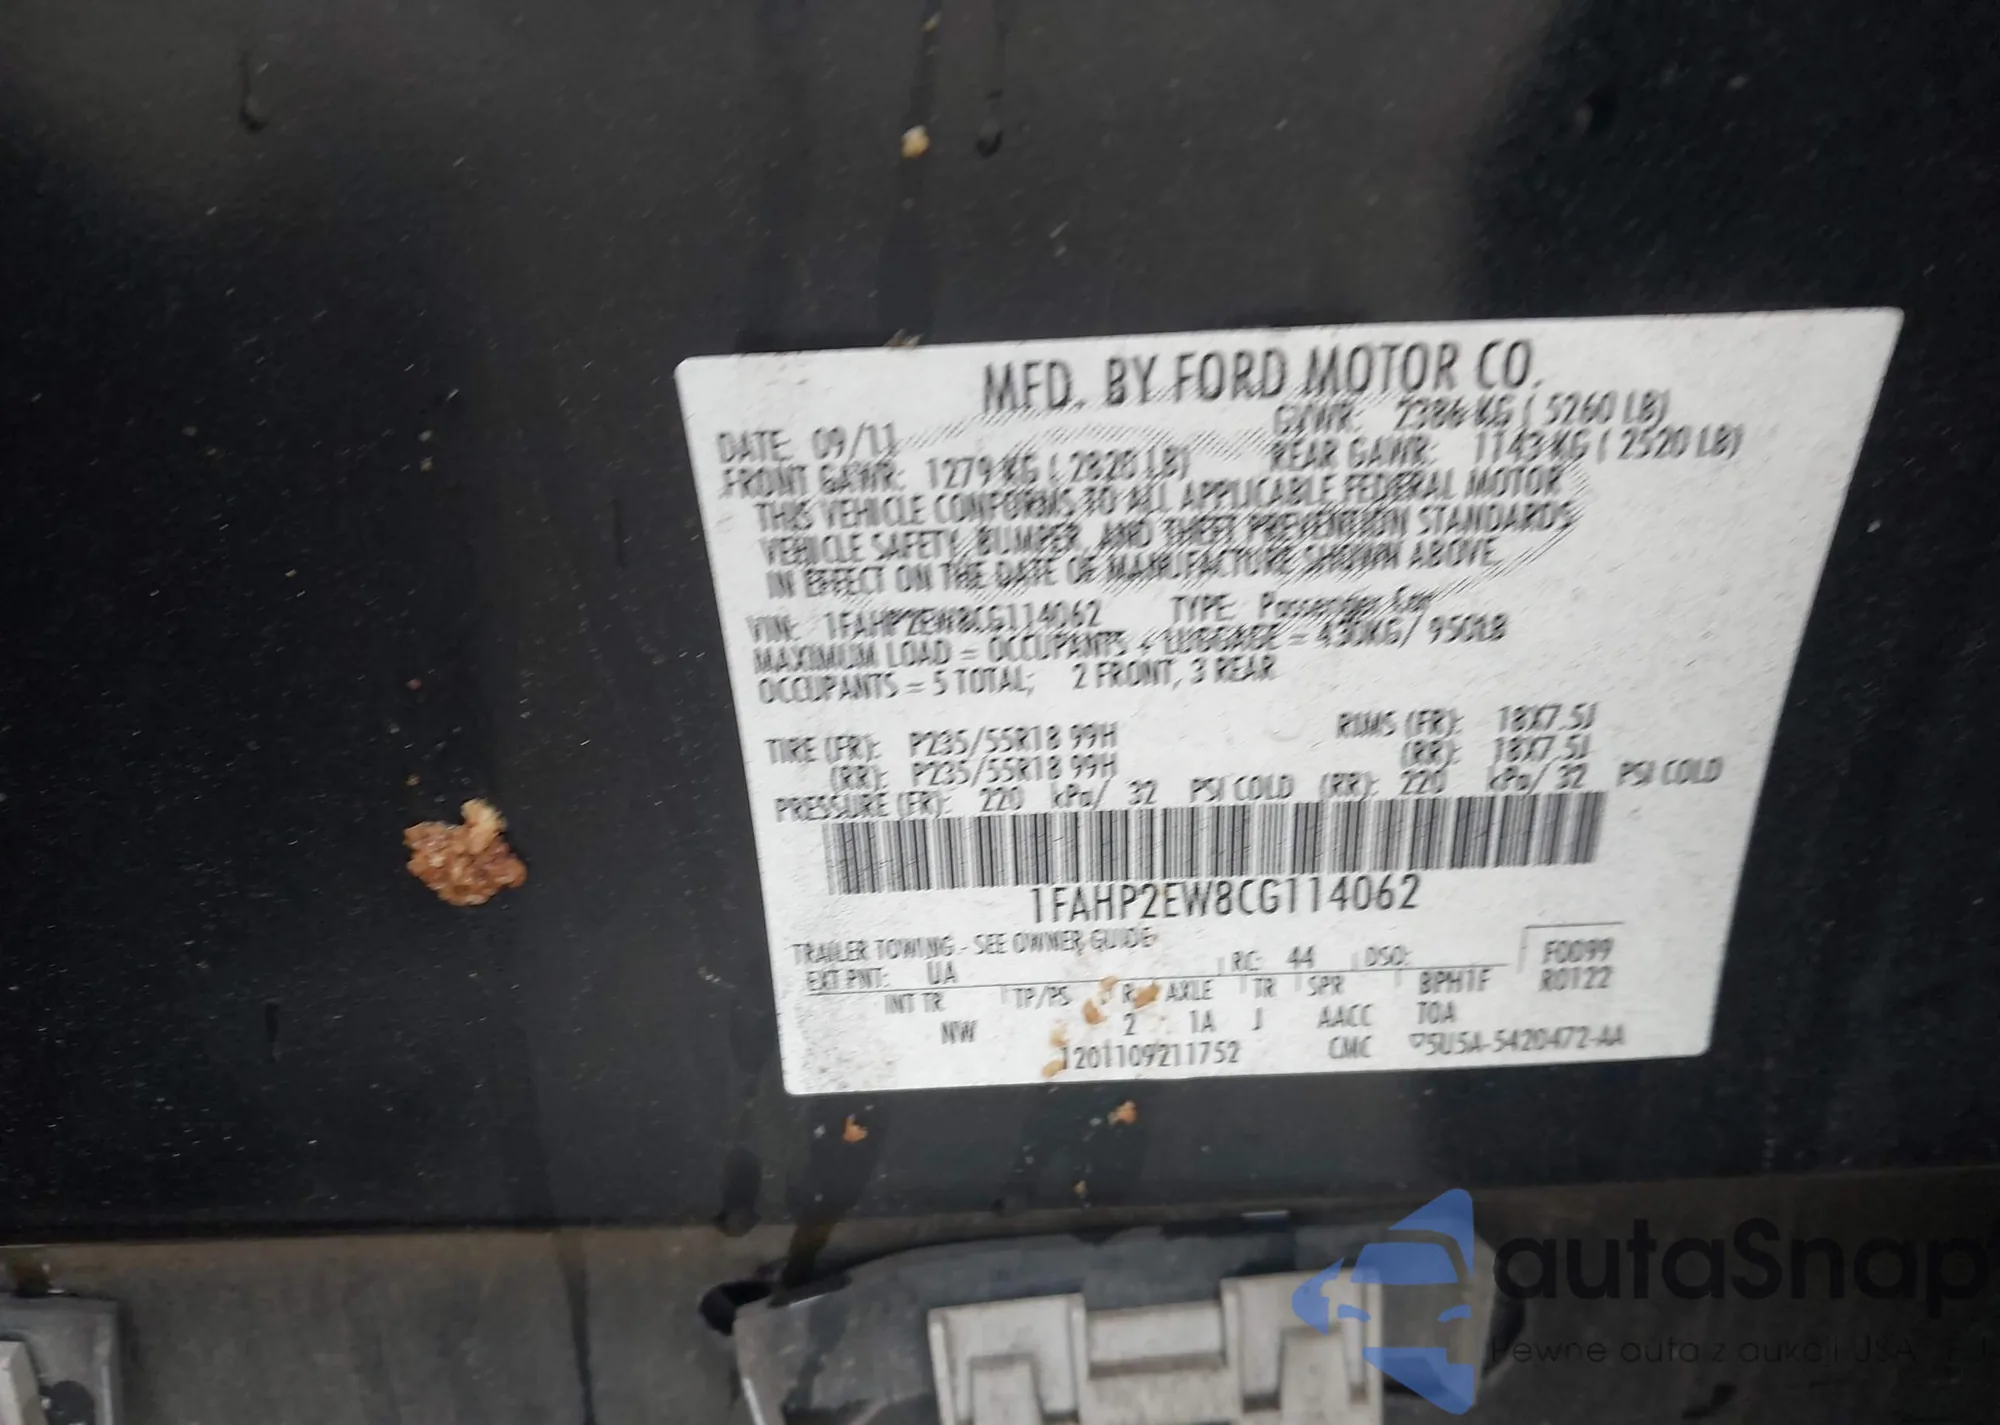 MFD. BY FORD MOTOR CO.
DATE: 09/11 GVWR: 2386 KG ( 5260 LB)
FRONT GAWR: 1279 KG ( 2820 LB) REAR GAWR: 1143 KG ( 2520 LB)
THIS VEHICLE CONFORMS TO ALL APPLICABLE FEDERAL MOTOR
VEHICLE SAFETY, BUMPER, AND THEFT PREVENTION STANDARDS
IN EFFECT ON THE DATE OF MANUFACTURE SHOWN ABOVE.
VIN: 1FAHP2EW8CG114062 TYPE: Passenger Car
MAXIMUM LOAD = OCCUPANTS + LUGGAGE = 430KG/ 950LB
OCCUPANTS = 5 TOTAL; 2 FRONT, 3 REAR
TIRE (FR): P235/55R18 99H RIMS (FR): 18X7.5J
(RR): P235/55R18 99H (RR): 18X7.5J
PRESSURE (FR): 220 kPa/ 32 PSI COLD (RR): 220 kPa/ 32 PSI COLD
1FAHP2EW8CG114062
TRAILER TOWING - SEE OWNER GUIDE
EXT PNT: UA RC: 44 DSO: F0099
INT TR TP/PS R AXLE TR SPR BPH1F R0122
NW 2 1A J AACC TOA
1201109211752 CMC 5U5A-5420472-AA
autaSnap
Pewne auta z aukcji USA